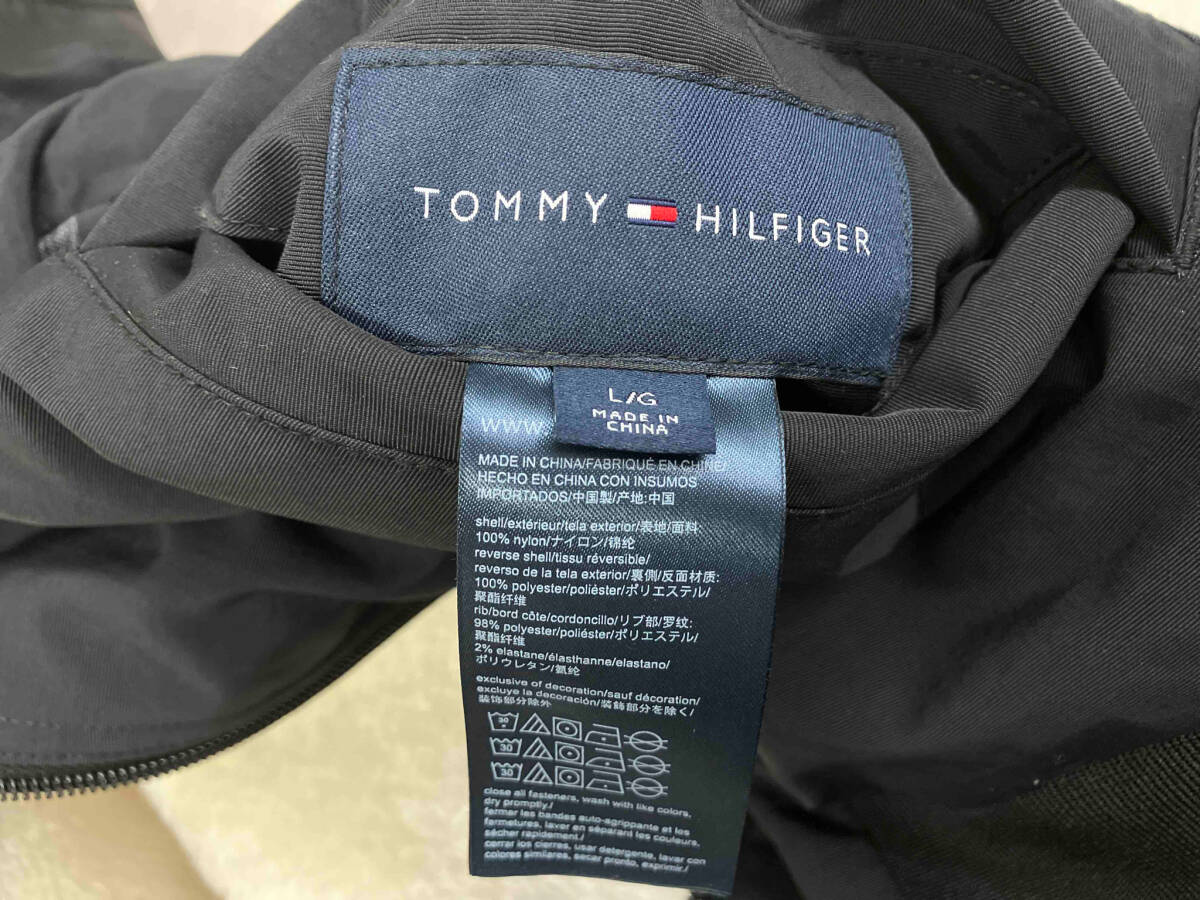 TOMMY HILFIGER
L/G
MADE IN
CHINA
www
MADE IN CHINA/FABRIQUÉ EN CHINE/
HECHO EN CHINA CON INSUMOS
IMPORTADOS/中国製/产地:中国
shell/extérieur/tela exterior/表地/面料:
100% nylon/ナイロン/锦纶
reverse shell/tissu réversible/
reverso de la tela exterior/裏側/反面材质:
100% polyester/poliéster/ポリエステル/
聚酯纤维
rib/bord côte/cordoncillo/リブ部/罗纹:
98% polyester/poliéster/ポリエステル/
聚酯纤维
2% elastane/élasthanne/elastano/
ポリウレタン/氨纶
exclusive of decoration/sauf décoration/
excluye la decoración/装飾部分を除く/
装饰部分除外
30
30
30
close all fasteners, wash with like colors,
dry promptly./
fermer les bandes auto-agrippante et les
fermetures, laver en séparant les couleurs,
sécher rapidement./
cerrar los cierres, usar detergente, lavar con
colores similares, secar pronto, exprimir/